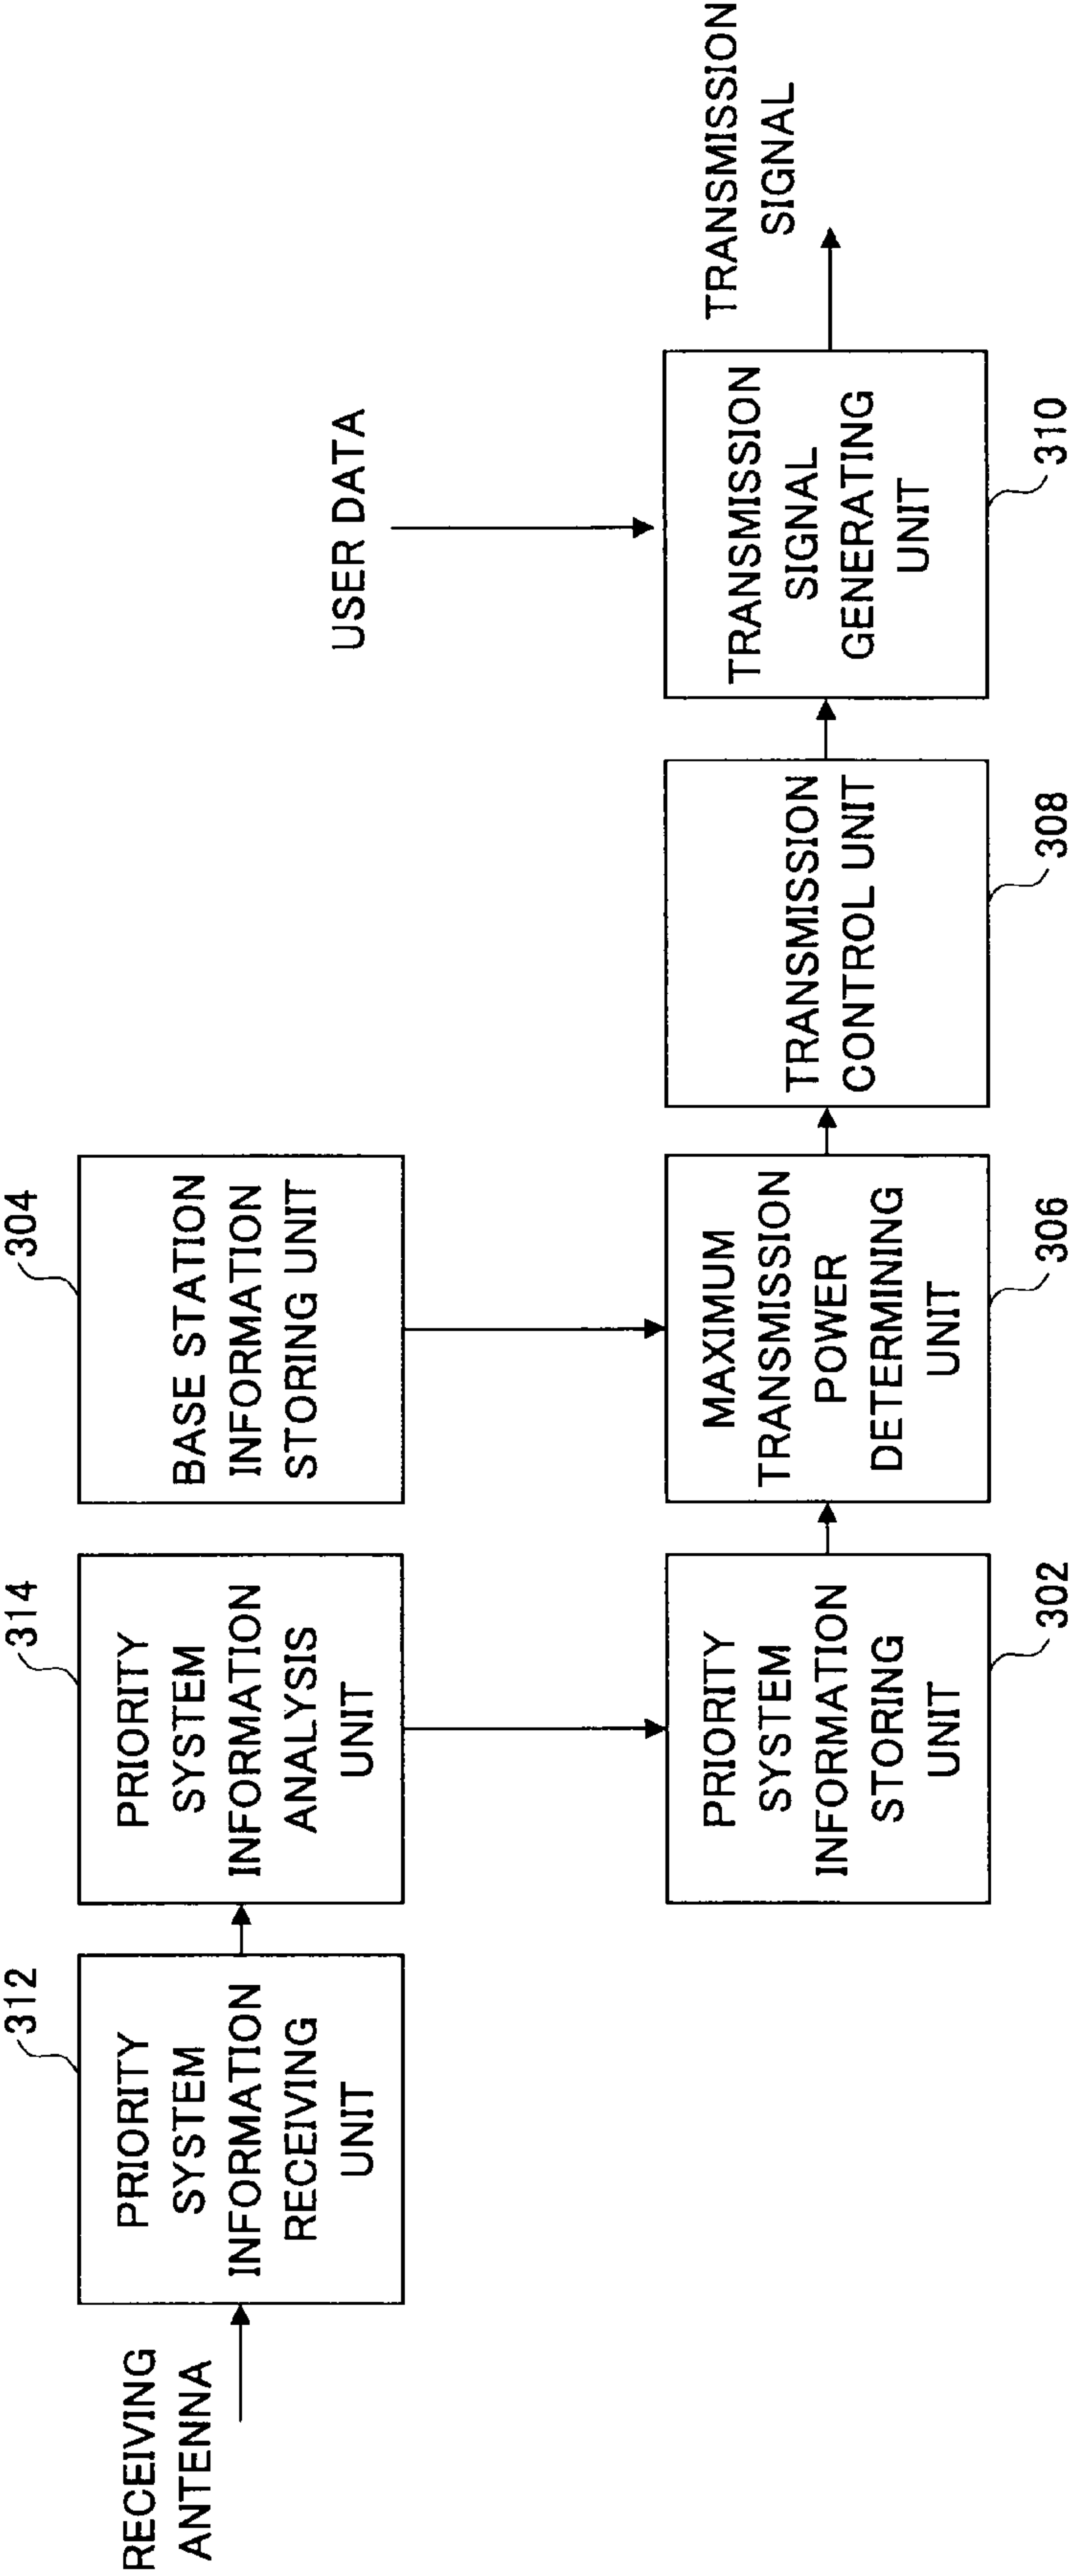 RECEIVING
ANTENNA
312
PRIORITY
SYSTEM
INFORMATION
RECEIVING
UNIT
314
PRIORITY
SYSTEM
INFORMATION
ANALYSIS
UNIT
304
BASE STATION
INFORMATION
STORING UNIT
USER DATA
PRIORITY
SYSTEM
INFORMATION
STORING
UNIT
302
MAXIMUM
TRANSMISSION
POWER
DETERMINING
UNIT
306
TRANSMISSION
CONTROL UNIT
308
TRANSMISSION
SIGNAL
GENERATING
UNIT
310
TRANSMISSION
SIGNAL